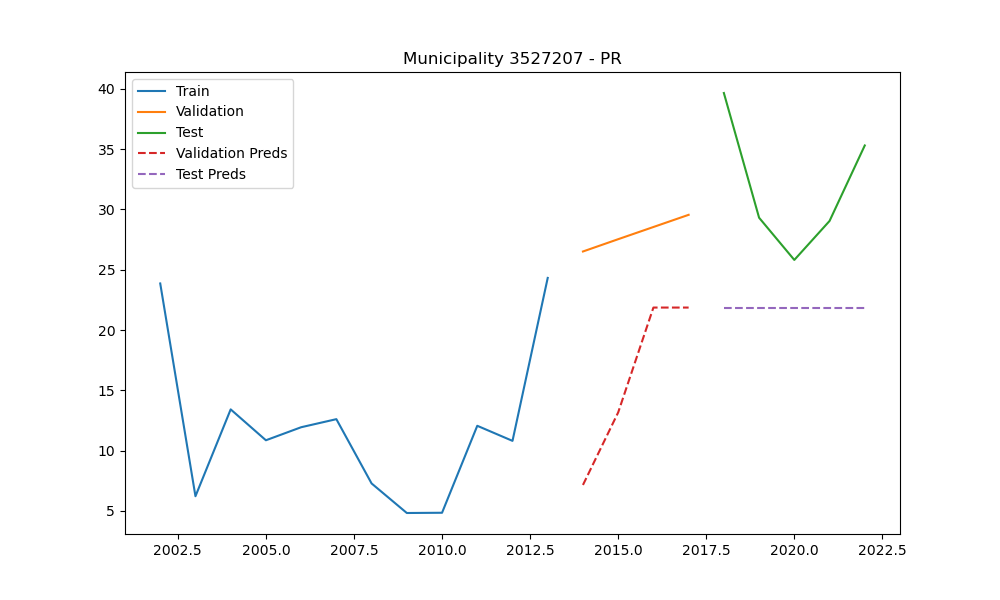 Municipality 3527207 - PR
Train
Validation
Test
Validation Preds
Test Preds
40
35
30
25
20
15
10
5
2002.5 2005.0 2007.5 2010.0 2012.5 2015.0 2017.5 2020.0 2022.5